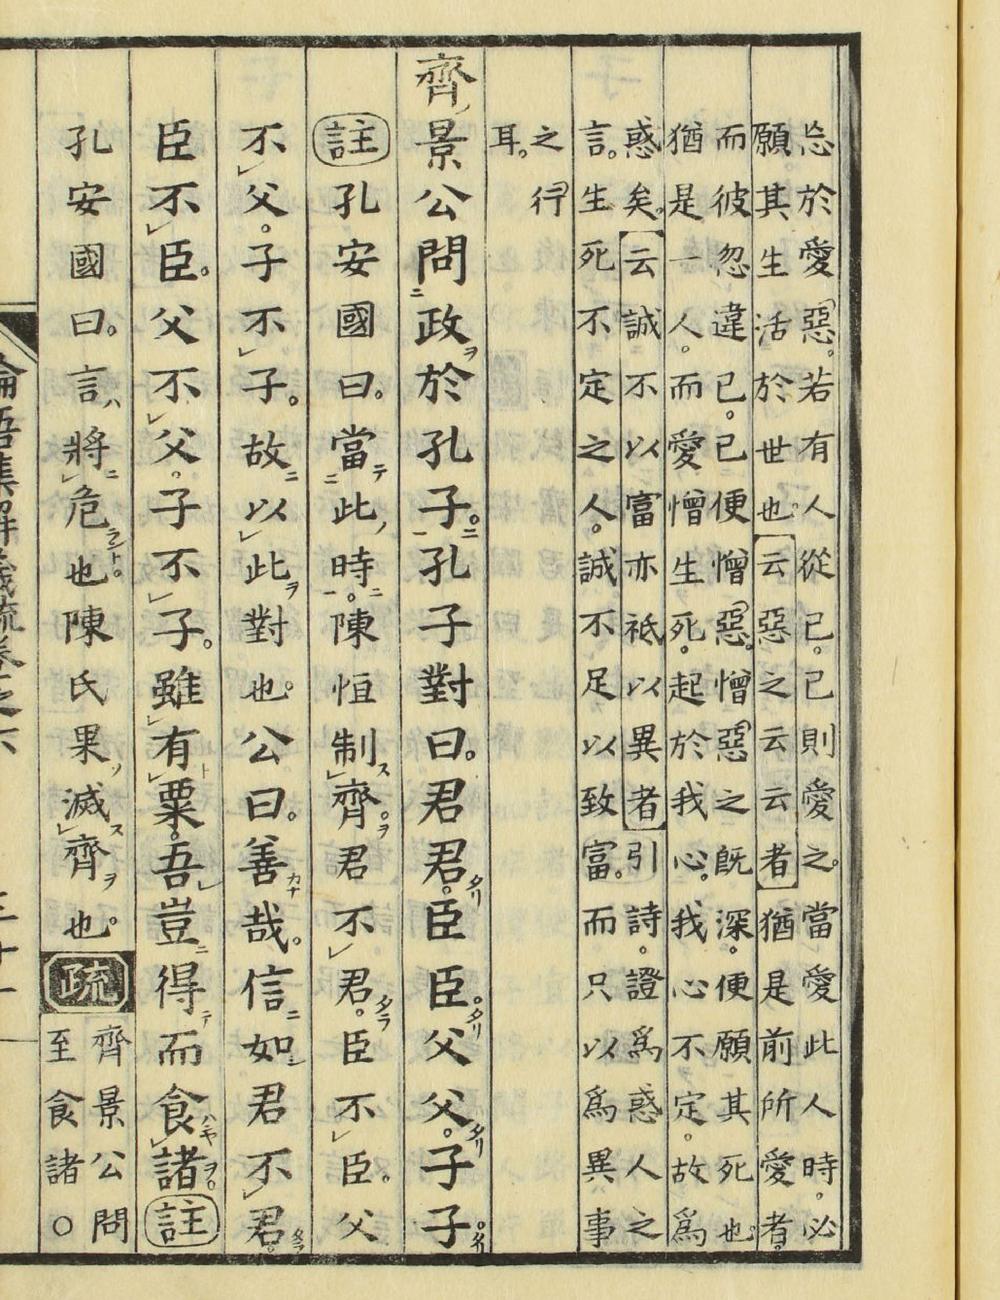 忘於愛惡。若有人從己。己則愛之。當愛此人時。必
願其生活於世也。云惡之云云者猶是前所愛者。
而彼忽違己。己便憎惡。憎惡之旣深。便願其死也。
猶是一人。而愛憎生死。起於我心。我心不定。故爲
惑矣。云誠不以富亦祗以異者引詩。證爲惑人之
言。生死不定之人。誠不足以致富。而只以爲異事
之行
耳。
齊景公問政於孔子。孔子對曰。君君。臣臣。父父。子子。
註孔安國曰。當此時。陳恒制齊。君不君。臣不臣。父
不父。子不子。故以此對也。公曰。善哉。信如君不君。
臣不臣。父不父。子不子。雖有粟。吾豈得而食諸。註
孔安國曰。言將危也陳氏果滅齊也。疏
齊景公問
至食諸○
論語集解義疏卷之六
三十一